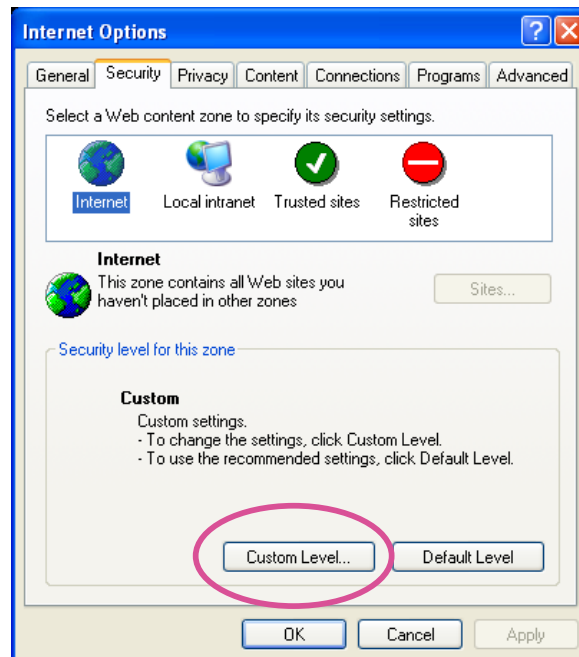 Internet Options
General Security Privacy Content Connections Programs Advanced
Select a Web content zone to specify its security settings.
Internet Local intranet Trusted sites Restricted
sites
Internet
This zone contains all Web sites you
haven't placed in other zones
Sites...
Security level for this zone
Custom
Custom settings.
- To change the settings, click Custom Level.
- To use the recommended settings, click Default Level.
Custom Level... Default Level
OK Cancel Apply